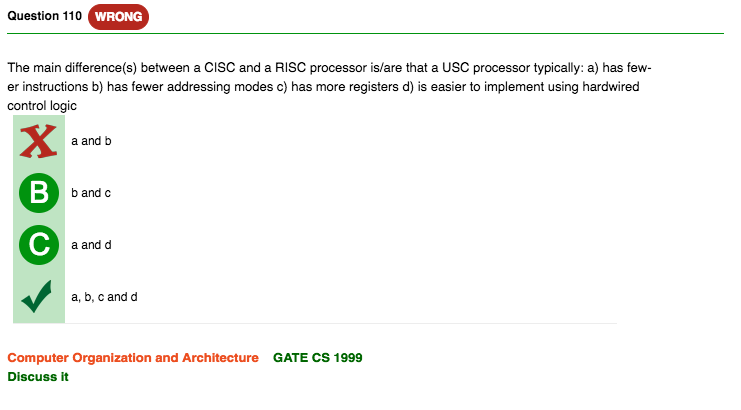 Question 110 WRONG
The main difference(s) between a CISC and a RISC processor is/are that a USC processor typically: a) has few-
er instructions b) has fewer addressing modes c) has more registers d) is easier to implement using hardwired
control logic
X a and b
B b and c
C a and d
a, b, c and d
Computer Organization and Architecture GATE CS 1999
Discuss it